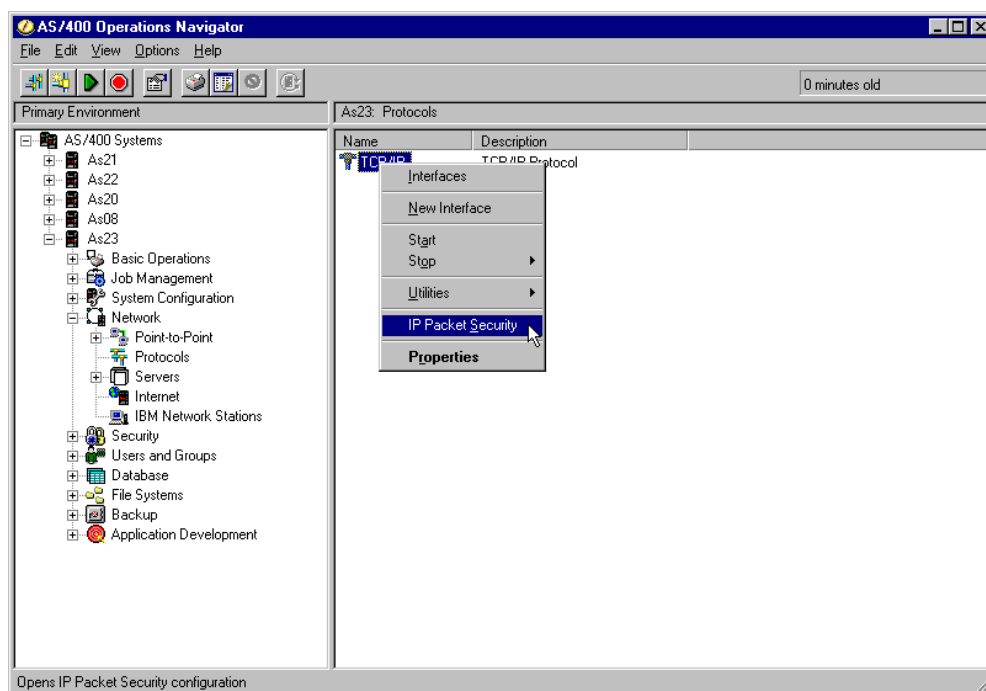 AS/400 Operations Navigator
File Edit View Options Help
0 minutes old
Primary Environment
As23: Protocols
AS/400 Systems
As21
As22
As20
As08
As23
Basic Operations
Job Management
System Configuration
Network
Point-to-Point
Protocols
Servers
Internet
IBM Network Stations
Security
Users and Groups
Database
File Systems
Backup
Application Development
Name Description
TCP/IP TCP/IP Protocol
Interfaces
New Interface
Start
Stop
Utilities
IP Packet Security
Properties
Opens IP Packet Security configuration